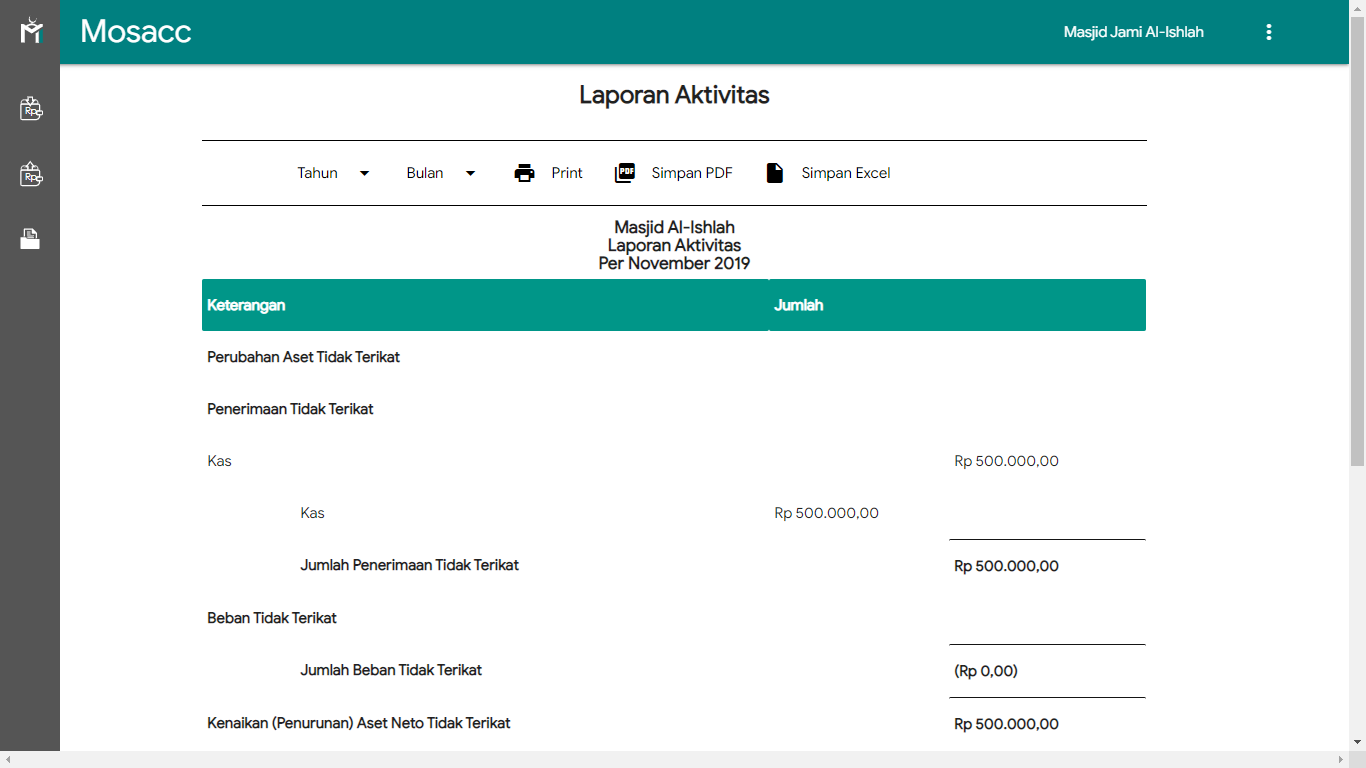 Mosacc
Masjid Jami Al-Ishlah
Laporan Aktivitas
Tahun Bulan Print PDF Simpan PDF Simpan Excel
Masjid Al-Ishlah
Laporan Aktivitas
Per November 2019
Keterangan Jumlah
Perubahan Aset Tidak Terikat
Penerimaan Tidak Terikat
Kas Rp 500.000,00
Kas Rp 500.000,00
Jumlah Penerimaan Tidak Terikat Rp 500.000,00
Beban Tidak Terikat
Jumlah Beban Tidak Terikat (Rp 0,00)
Kenaikan (Penurunan) Aset Neto Tidak Terikat Rp 500.000,00